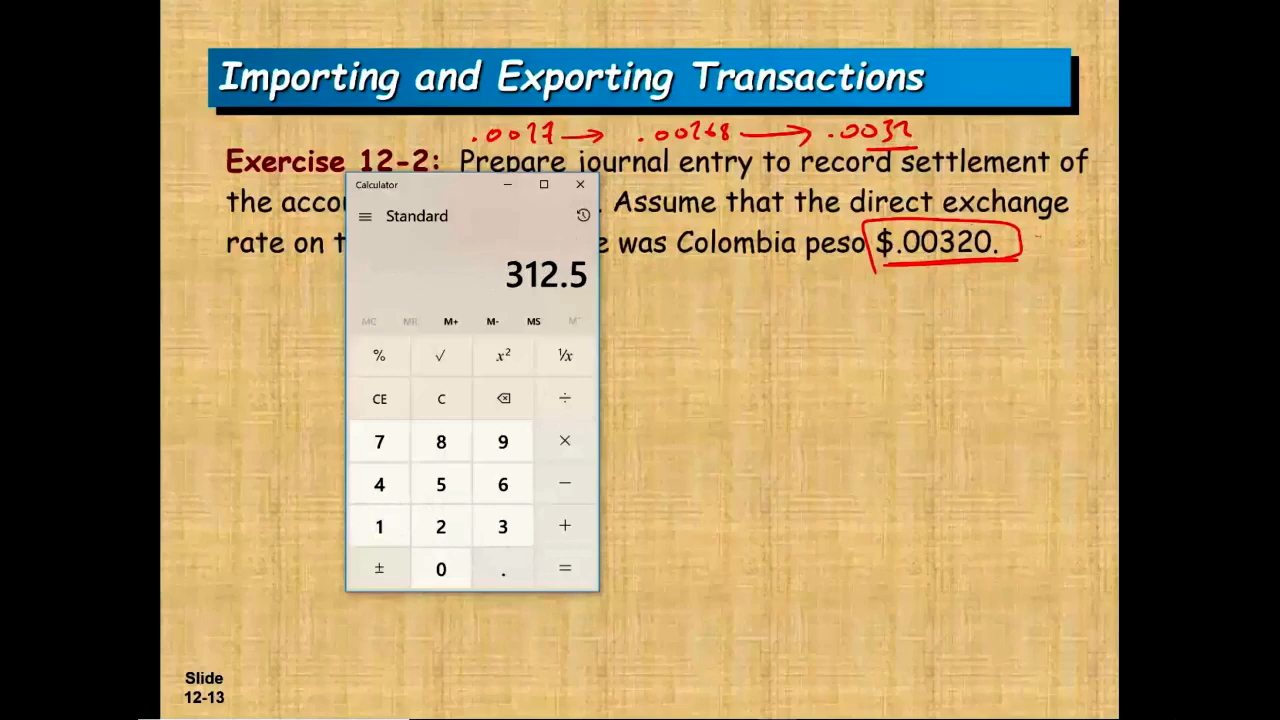 Importing and Exporting Transactions
.0027 → .00268 → .0032
Exercise 12-2: Prepare journal entry to record settlement of
the . Assume that the direct exchange
rate on was Colombia peso $.00320.
Calculator
Standard
312.5
MC MR M+ M- MS
% √ x² ¹/x
CE C ÷
7 8 9 ×
4 5 6 −
1 2 3 +
± 0 . =
Slide
12-13